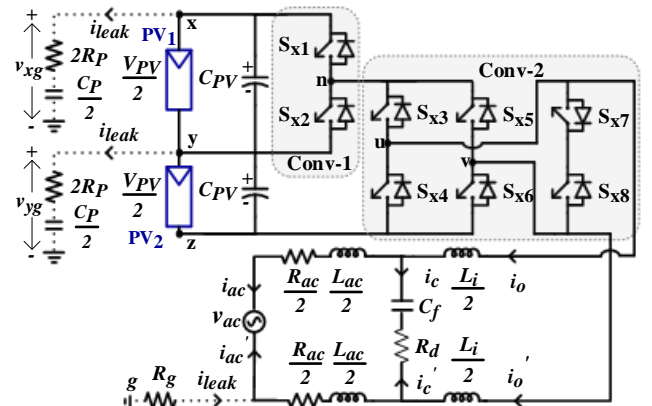 i_leak
x
PV₁
+
v_xg
-
2R_P
C_P/2
V_PV/2
C_PV
+
-
S_x1
n
S_x2
Conv-1
Conv-2
S_x3
S_x5
S_x7
u
v
S_x4
S_x6
S_x8
i_leak
y
+
v_yg
-
2R_P
C_P/2
V_PV/2
C_PV
+
-
PV₂
z
i_ac
R_ac/2
L_ac/2
i_c
L_i/2
i_o
C_f
v_ac
i_ac'
R_ac/2
L_ac/2
R_d
L_i/2
i_c'
i_o'
g
R_g
i_leak